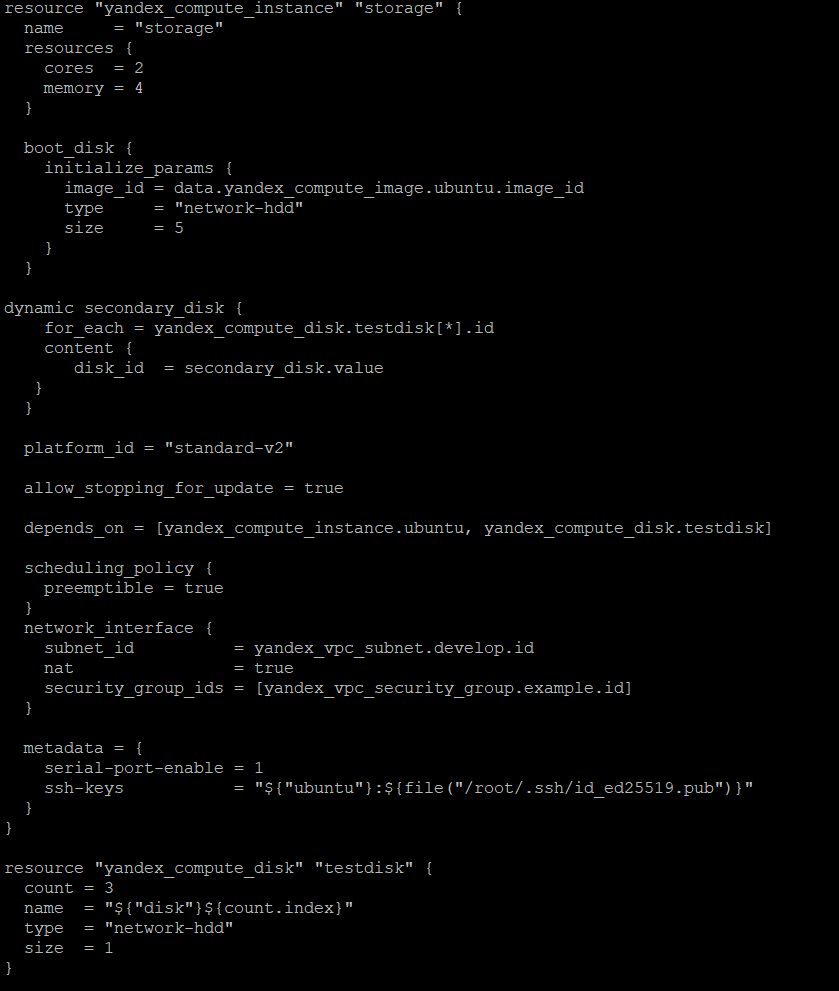 resource "yandex_compute_instance" "storage" {
  name     = "storage"
  resources {
    cores  = 2
    memory = 4
  }

  boot_disk {
    initialize_params {
      image_id = data.yandex_compute_image.ubuntu.image_id
      type     = "network-hdd"
      size     = 5
    }
  }

dynamic secondary_disk {
    for_each = yandex_compute_disk.testdisk[*].id
    content {
       disk_id  = secondary_disk.value
   }
  }

  platform_id = "standard-v2"

  allow_stopping_for_update = true

  depends_on = [yandex_compute_instance.ubuntu, yandex_compute_disk.testdisk]

  scheduling_policy {
    preemptible = true
  }
  network_interface {
    subnet_id          = yandex_vpc_subnet.develop.id
    nat                = true
    security_group_ids = [yandex_vpc_security_group.example.id]
  }

  metadata = {
    serial-port-enable = 1
    ssh-keys           = "${"ubuntu"}:${file("/root/.ssh/id_ed25519.pub")}"
  }
}

resource "yandex_compute_disk" "testdisk" {
  count = 3
  name  = "${"disk"}${count.index}"
  type  = "network-hdd"
  size  = 1
}